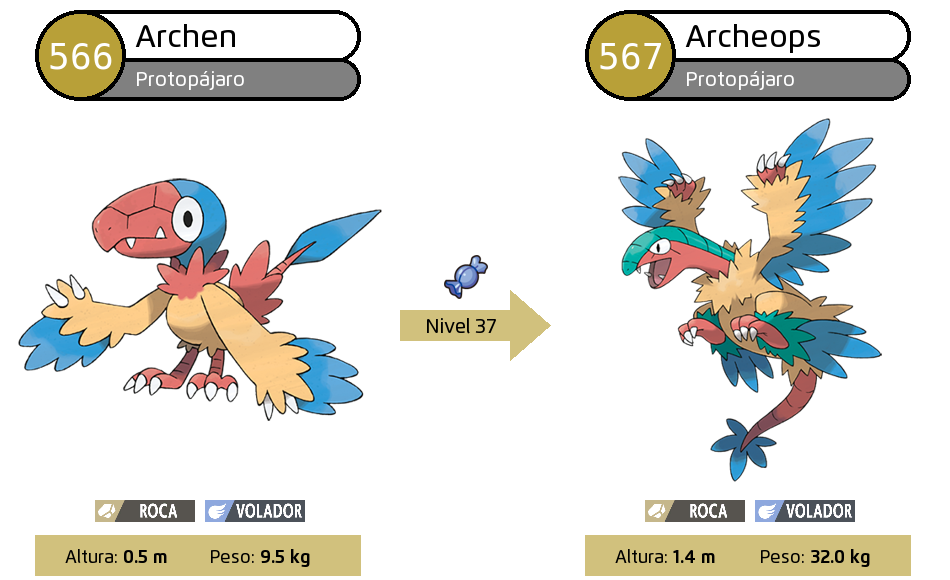 566
Archen
Protopájaro
567
Archeops
Protopájaro
Nivel 37
ROCA VOLADOR
ROCA VOLADOR
Altura: 0.5 m Peso: 9.5 kg
Altura: 1.4 m Peso: 32.0 kg